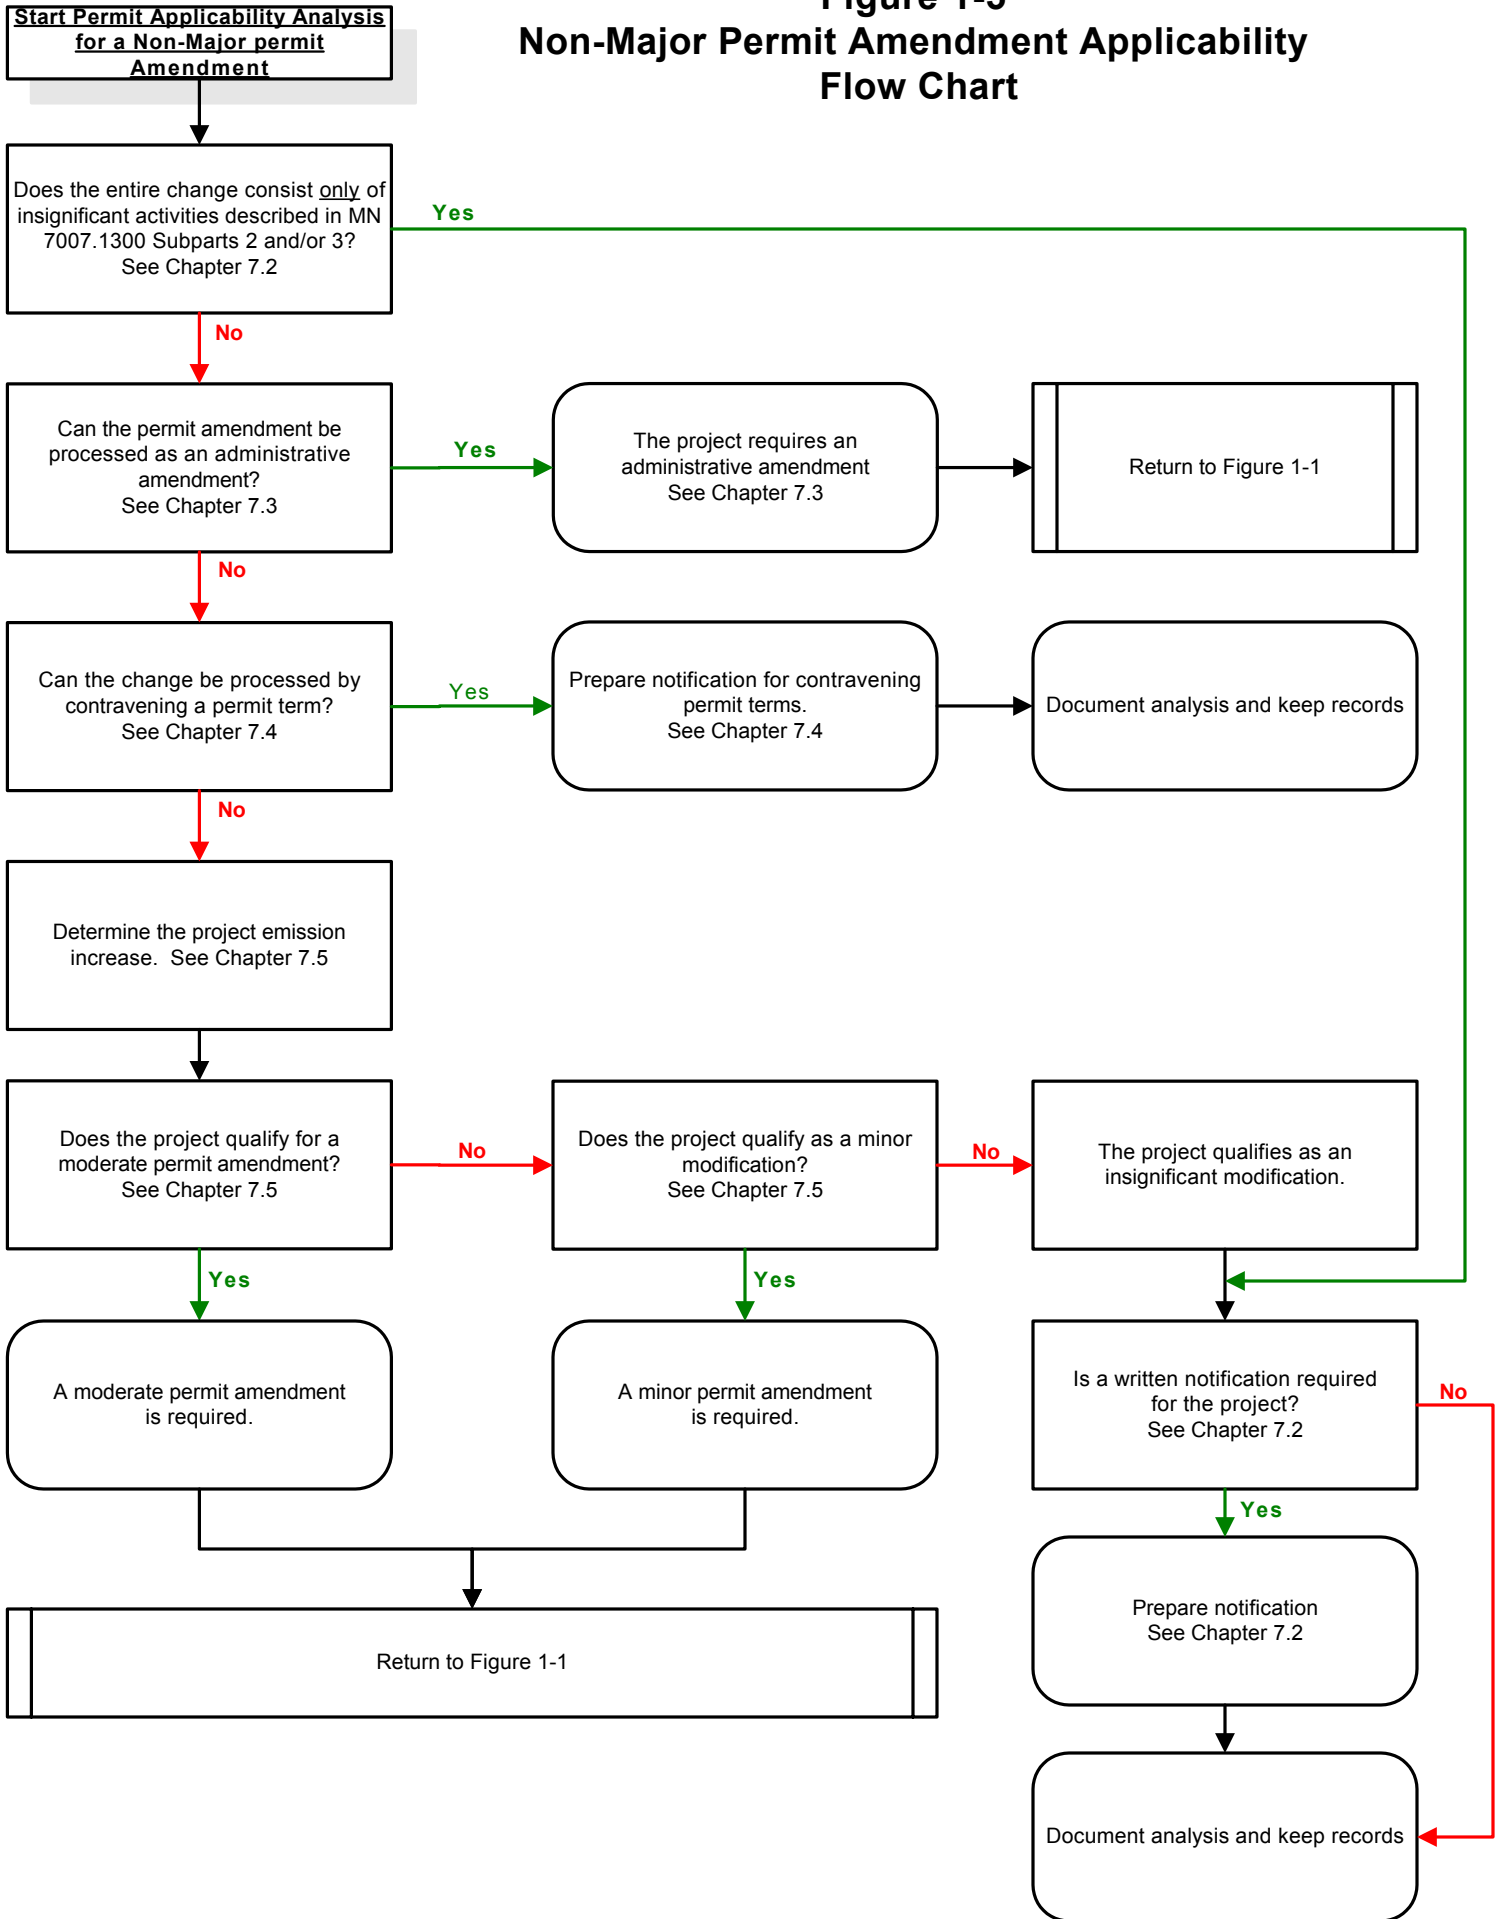 Start Permit Applicability Analysis
for a Non-Major permit
Amendment
Non-Major Permit Amendment Applicability
Flow Chart
Does the entire change consist only of
insignificant activities described in MN
7007.1300 Subparts 2 and/or 3?
See Chapter 7.2
Yes
No
Can the permit amendment be
processed as an administrative
amendment?
See Chapter 7.3
Yes
The project requires an
administrative amendment
See Chapter 7.3
Return to Figure 1-1
No
Can the change be processed by
contravening a permit term?
See Chapter 7.4
Yes
Prepare notification for contravening
permit terms.
See Chapter 7.4
Document analysis and keep records
No
Determine the project emission
increase.  See Chapter 7.5
Does the project qualify for a
moderate permit amendment?
See Chapter 7.5
No
Does the project qualify as a minor
modification?
See Chapter 7.5
No
The project qualifies as an
insignificant modification.
Yes
Yes
A moderate permit amendment
is required.
A minor permit amendment
is required.
Is a written notification required
for the project?
See Chapter 7.2
No
Yes
Prepare notification
See Chapter 7.2
Return to Figure 1-1
Document analysis and keep records